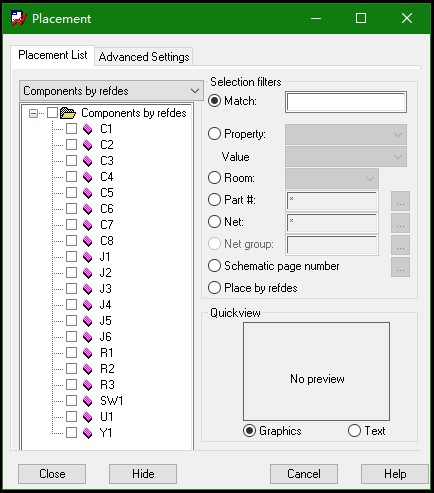 Placement
Placement List
Advanced Settings
Components by refdes
Components by refdes
C1
C2
C3
C4
C5
C6
C7
C8
J1
J2
J3
J4
J5
J6
R1
R2
R3
SW1
U1
Y1
Selection filters
Match:
Property:
Value
Room:
Part #: * ...
Net: * ...
Net group: ...
Schematic page number ...
Place by refdes
Quickview
No preview
Graphics Text
Close Hide Cancel Help